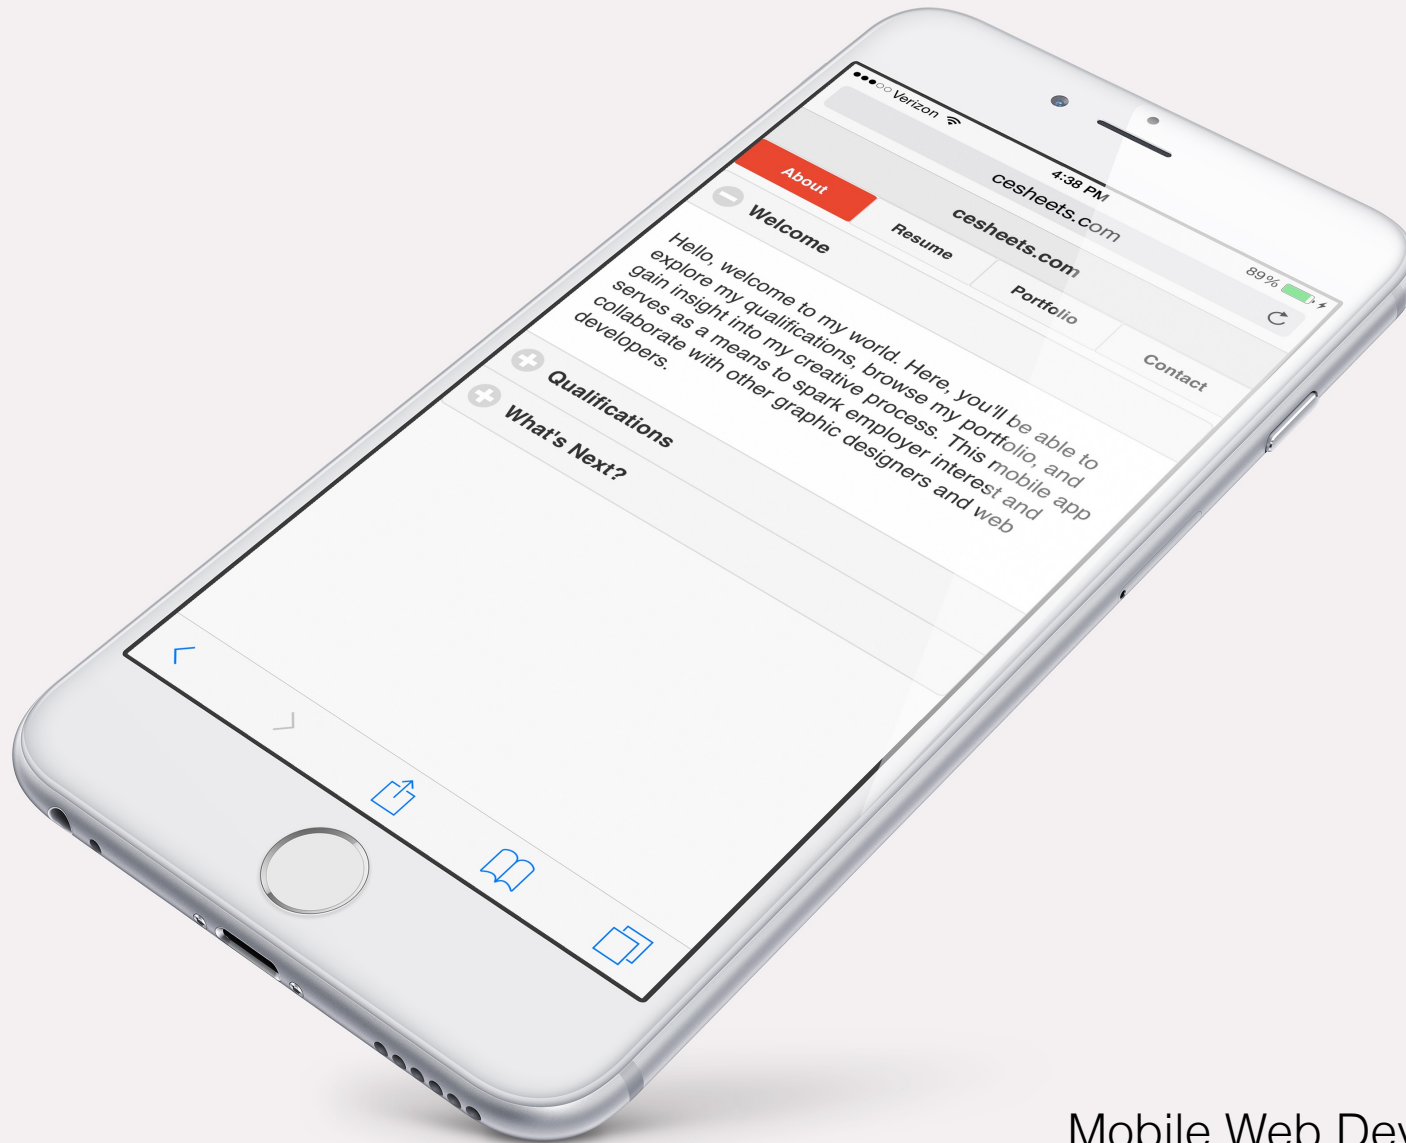 Verizon
4:38 PM
89%
cesheets.com
cesheets.com
About
Resume
Portfolio
Contact
Welcome
Hello, welcome to my world. Here, you'll be able to
explore my qualifications, browse my portfolio, and
gain insight into my creative process. This mobile app
serves as a means to spark employer interest and
collaborate with other graphic designers and web
developers.
Qualifications
What's Next?
Mobile Web Dev